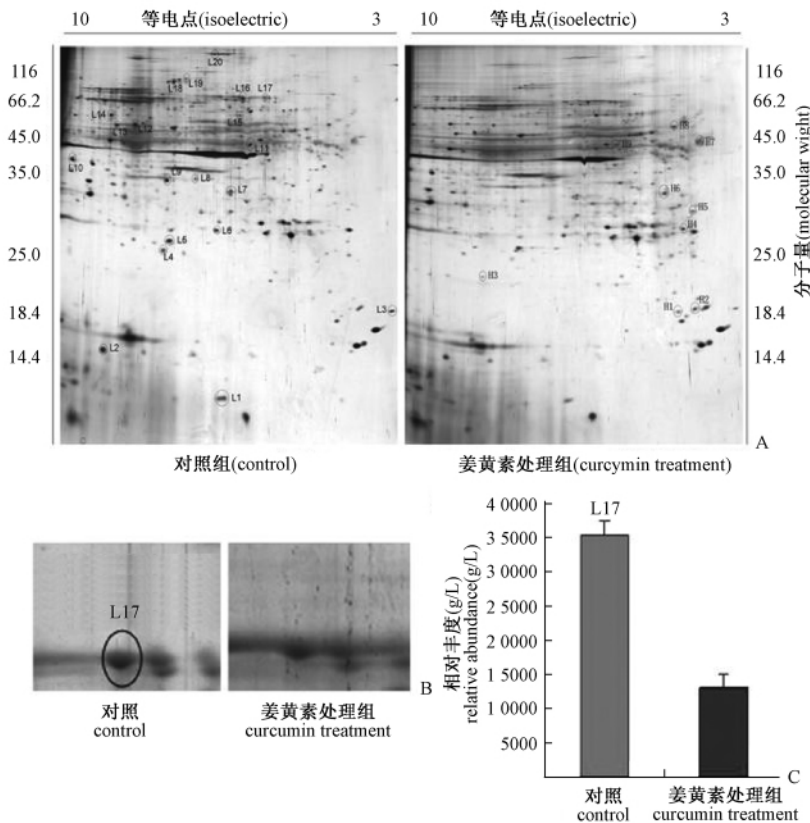 等电点(isoelectric) 等电点(isoelectric)
10 3 10 3
116 116
66.2 66.2
45.0 45.0
35.0 35.0
25.0 25.0
18.4 18.4
14.4 14.4
分子量(molecular wight)
L20
L19
L18
L16 L17
L14
L11
L10
L9 L8
L7
L6
L5
L4
L3
L2
L1
H6
H5
H4
H3
H1 H2
A
对照组(control) 姜黄素处理组(curcymin treatment)
L17
B
对照 姜黄素处理组
control curcumin treatment
相对丰度(g/L)
relative abundance(g/L)
4 0000
3 5000
3 0000
2 5000
2 0000
1 5000
1 0000
5000
L17
C
对照 姜黄素处理组
control curcumin treatment